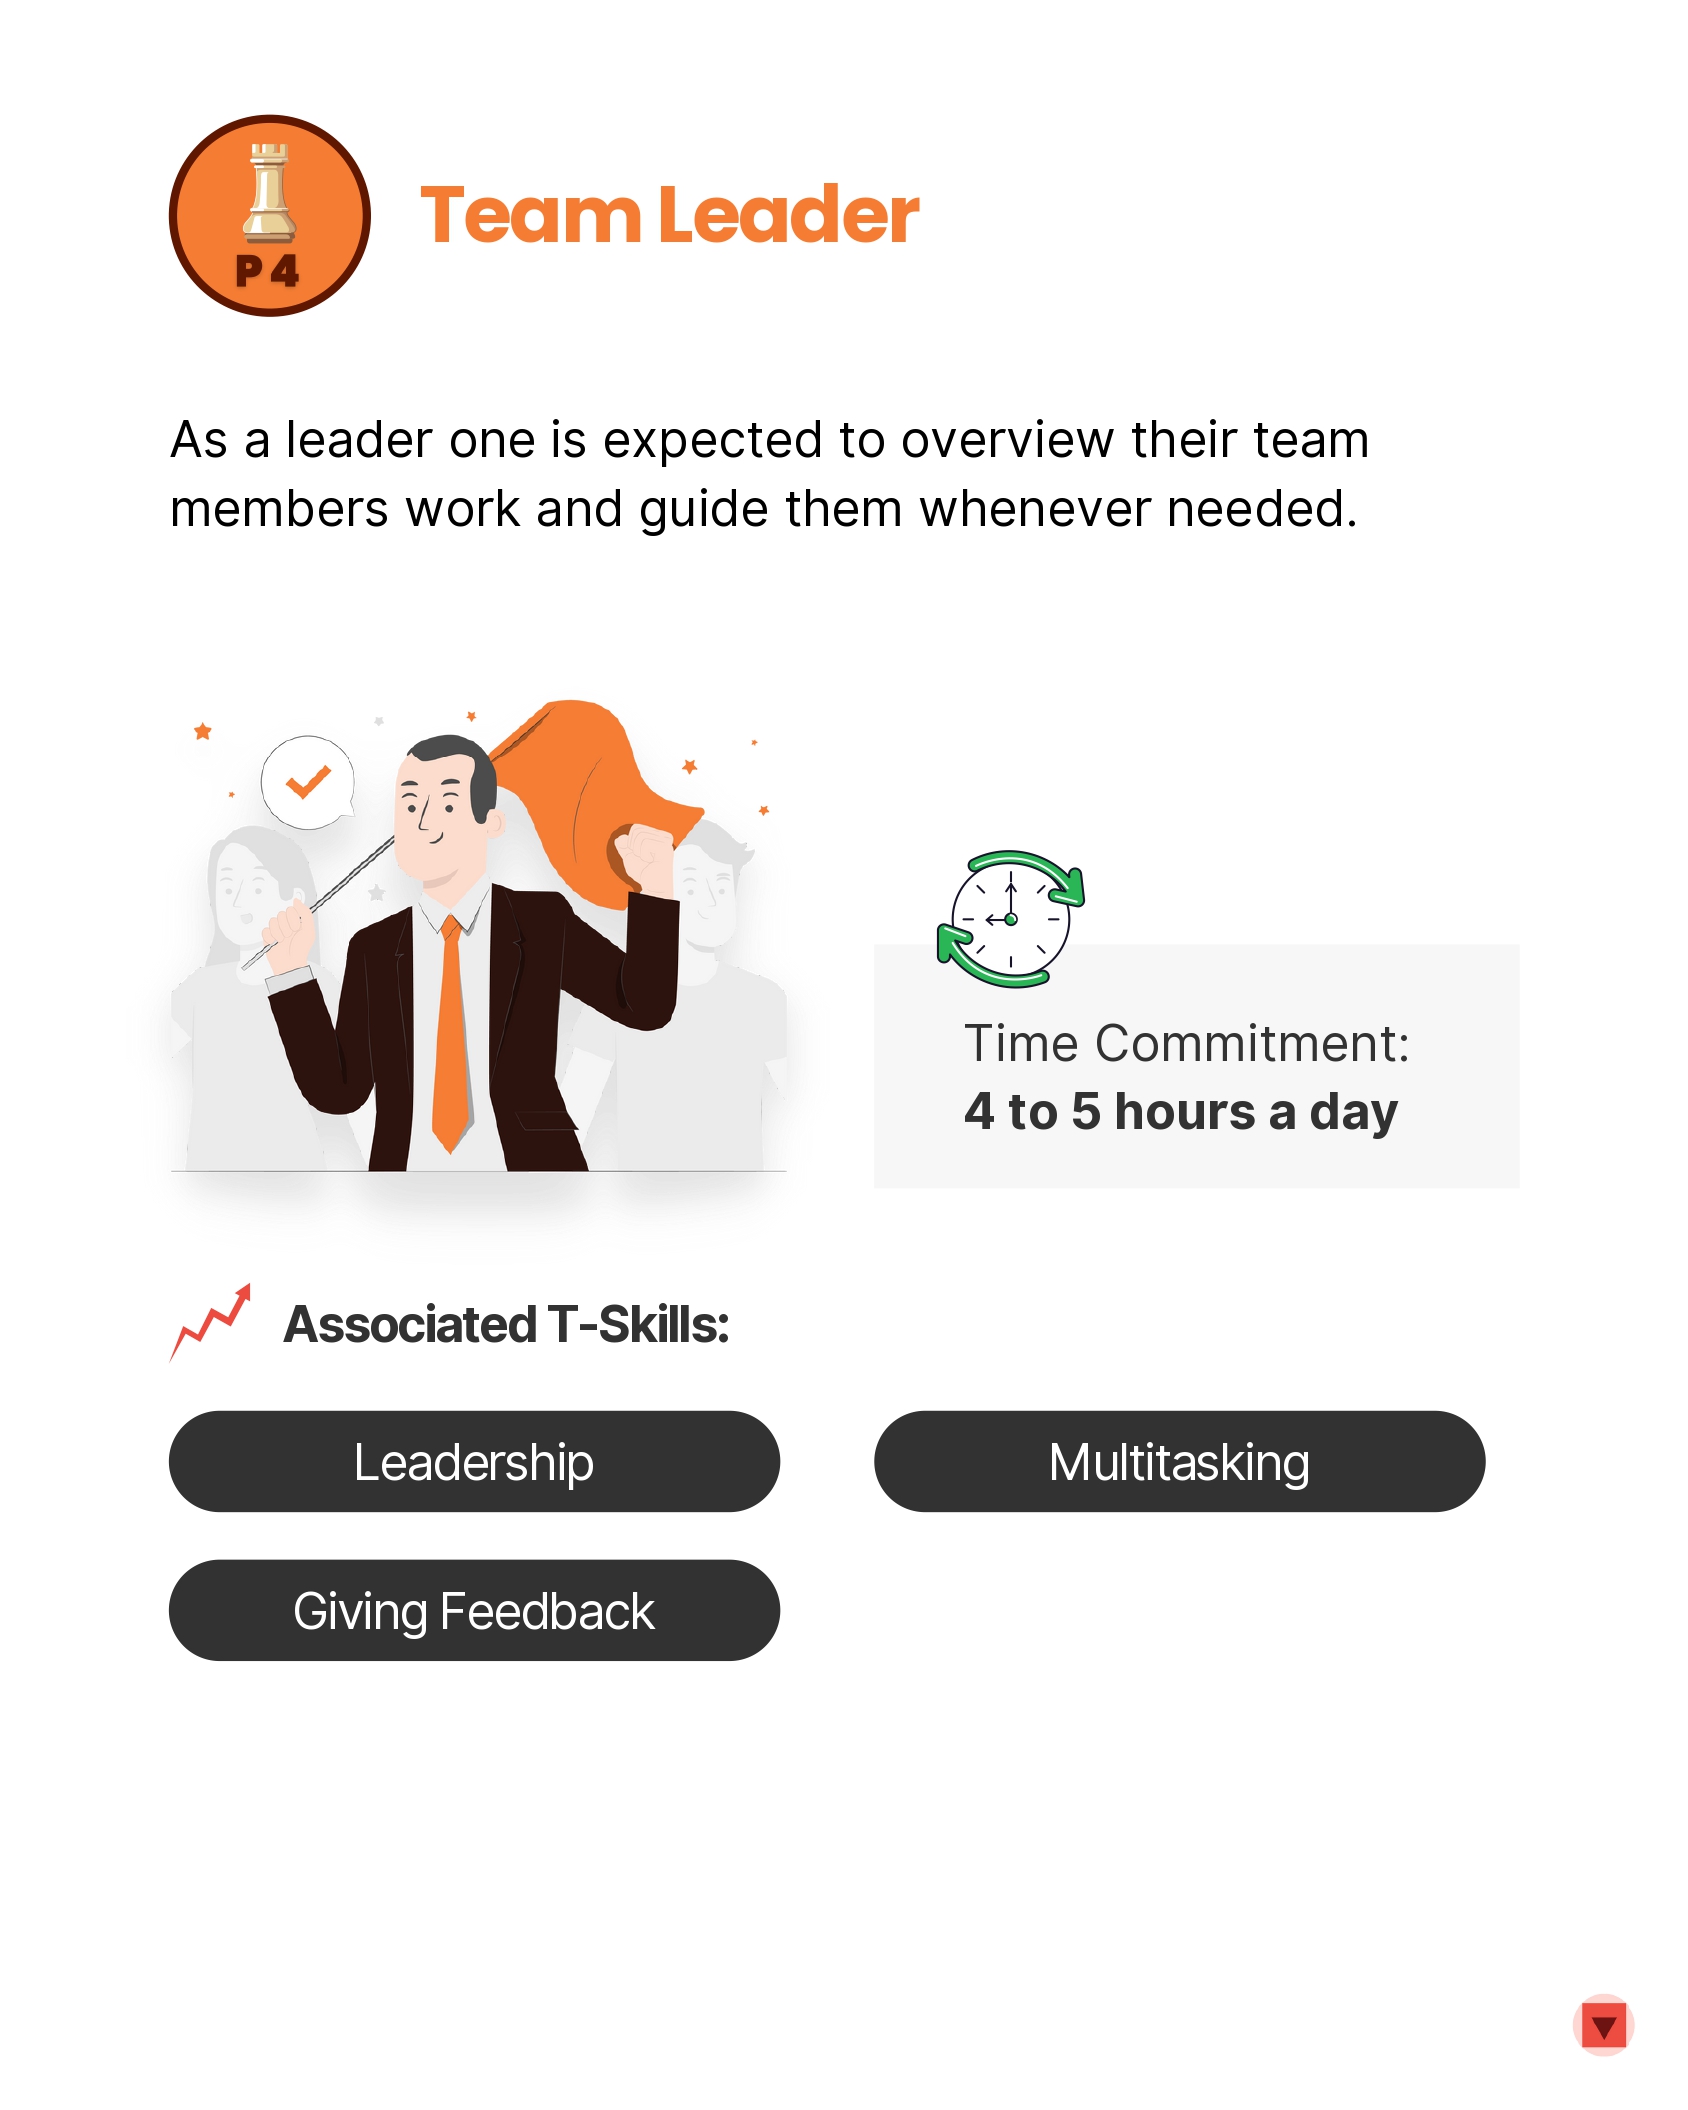 P4
Team Leader
As a leader one is expected to overview their team
members work and guide them whenever needed.
Time Commitment:
4 to 5 hours a day
Associated T-Skills:
Leadership
Multitasking
Giving Feedback